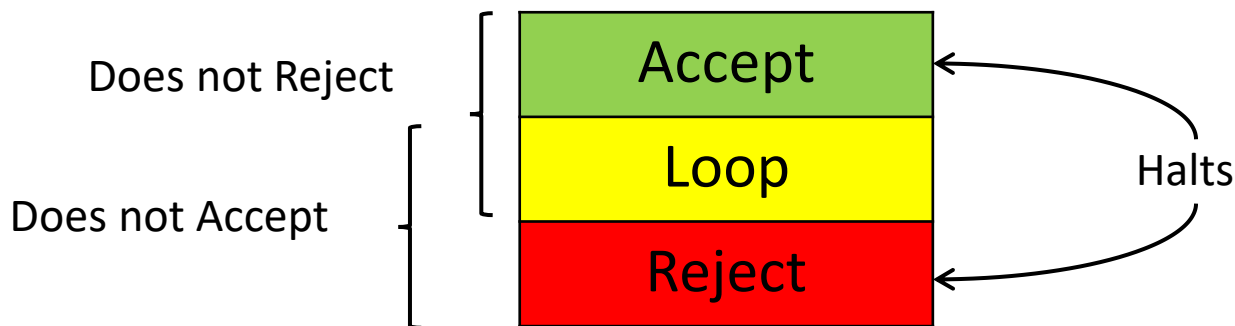 Accept
Does not Reject
Loop
Halts
Does not Accept
Reject